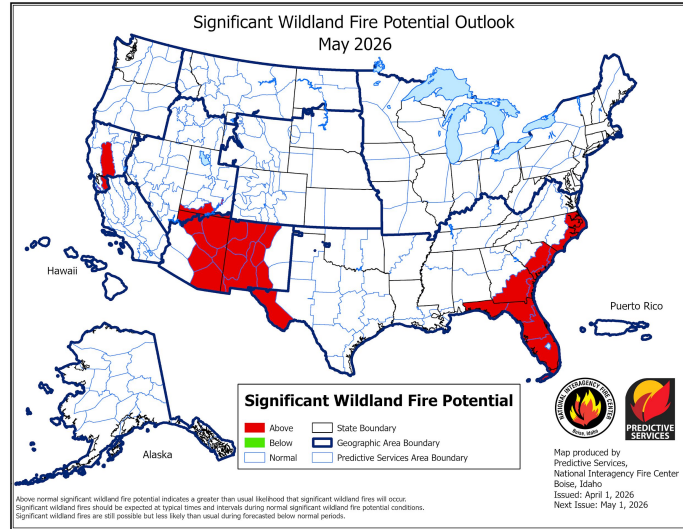 Significant Wildland Fire Potential Outlook
May 2026
Hawaii
Puerto Rico
Alaska
Significant Wildland Fire Potential
Above
Below
Normal
State Boundary
Geographic Area Boundary
Predictive Services Area Boundary
NATIONAL INTERAGENCY FIRE CENTER
Boise, Idaho
PREDICTIVE
SERVICES
Map produced by
Predictive Services,
National Interagency Fire Center
Boise, Idaho
Issued: April 1, 2026
Next Issue: May 1, 2026
Above normal significant wildland fire potential indicates a greater than usual likelihood that significant wildland fires will occur.
Significant wildland fires should be expected at typical times and intervals during normal significant wildland fire potential conditions.
Significant wildland fires are still possible but less likely than usual during forecasted below normal periods.